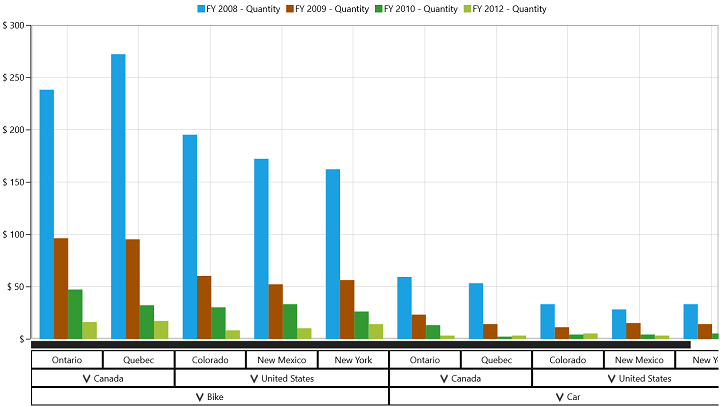 FY 2008 - Quantity FY 2009 - Quantity FY 2010 - Quantity FY 2012 - Quantity
$ 300
$ 250
$ 200
$ 150
$ 100
$ 50
$
Ontario Quebec Colorado New Mexico New York Ontario Quebec Colorado New Mexico New Y
Canada United States Canada United States
Bike Car